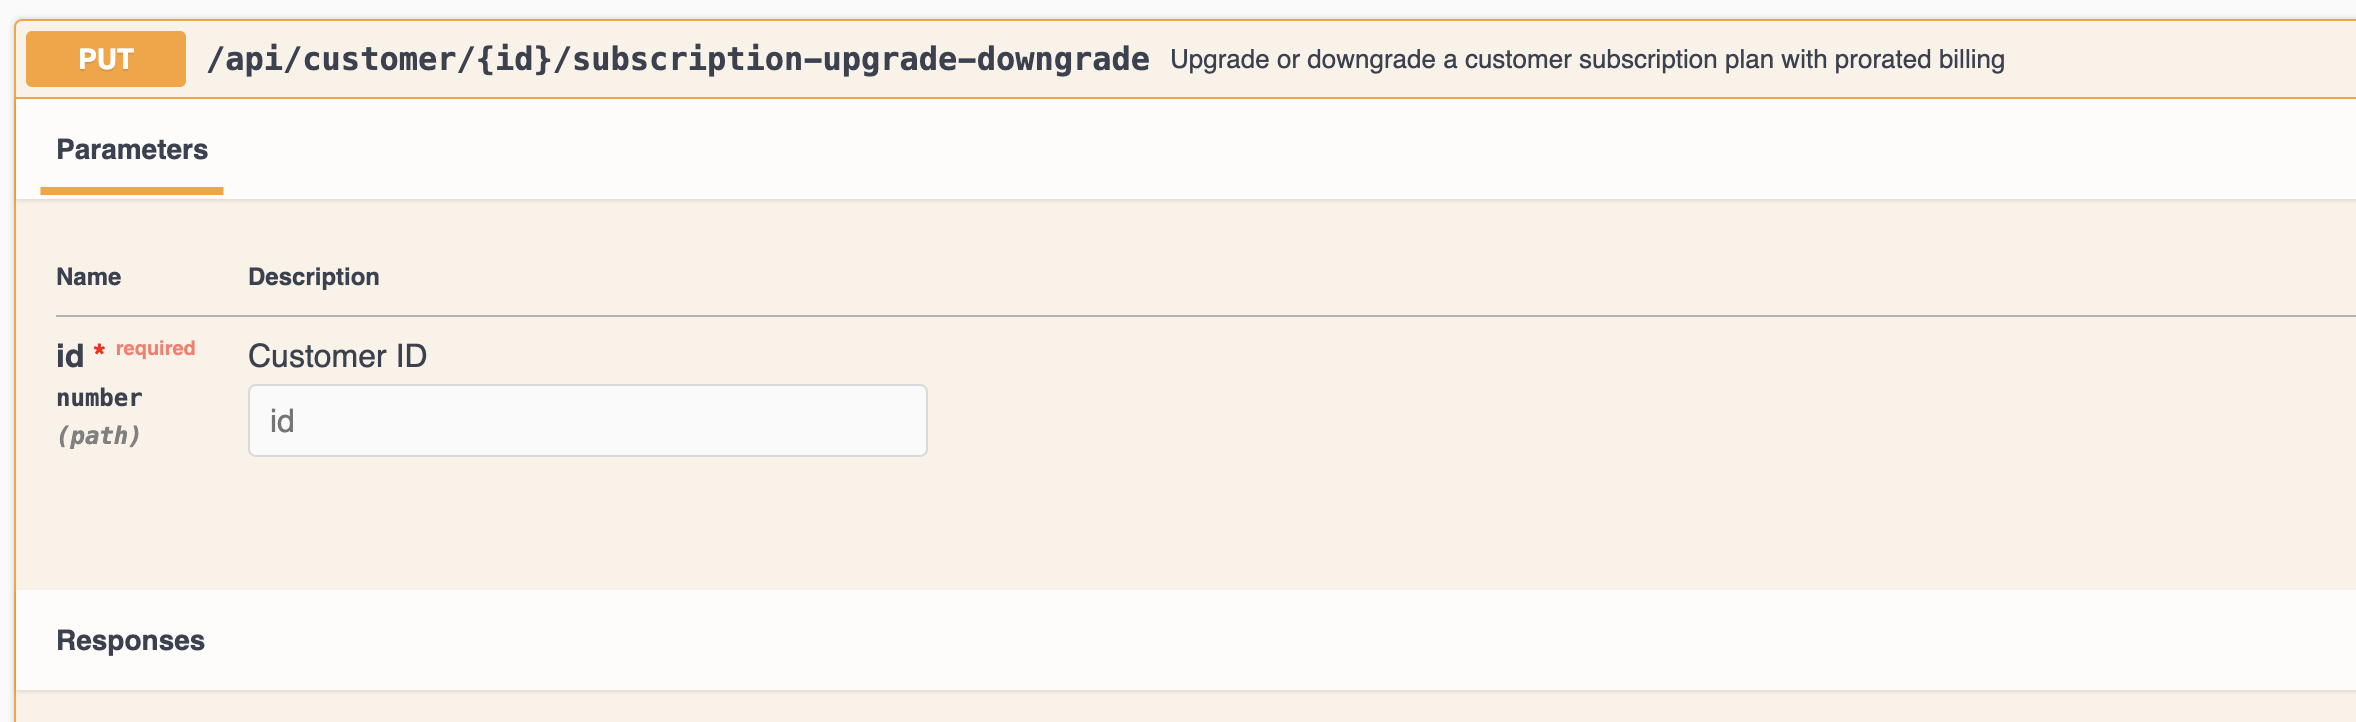 PUT /api/customer/{id}/subscription-upgrade-downgrade Upgrade or downgrade a customer subscription plan with prorated billing
Parameters
Name Description
id * required Customer ID
number
id
(path)
Responses